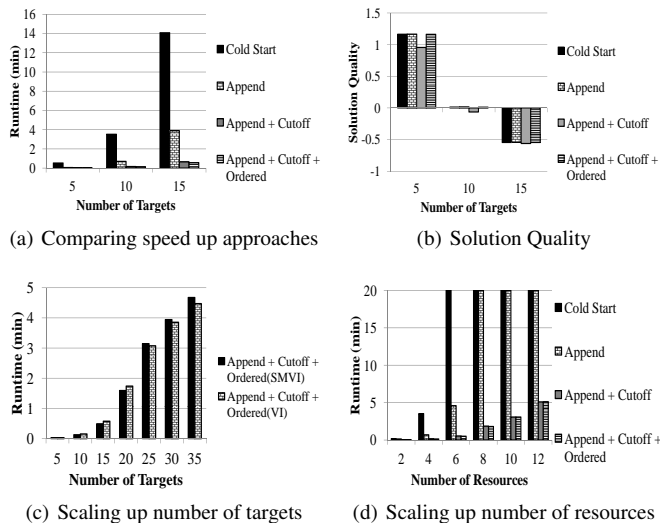 16
14
12
10
8
6
4
2
0
Runtime (min)
5 10 15
Number of Targets
Cold Start
Append
Append + Cutoff
Append + Cutoff +
Ordered
(a) Comparing speed up approaches
1.5
1
0.5
0
-0.5
-1
Solution Quality
5 10 15
Number of Targets
Cold Start
Append
Append + Cutoff
Append + Cutoff +
Ordered
(b) Solution Quality
5
4
3
2
1
0
Runtime (min)
5 10 15 20 25 30 35
Number of Targets
Append + Cutoff +
Ordered(SMVI)
Append + Cutoff +
Ordered(VI)
(c) Scaling up number of targets
20
15
10
5
0
Runtime (min)
2 4 6 8 10 12
Number of Resources
Cold Start
Append
Append + Cutoff
Append + Cutoff +
Ordered
(d) Scaling up number of resources